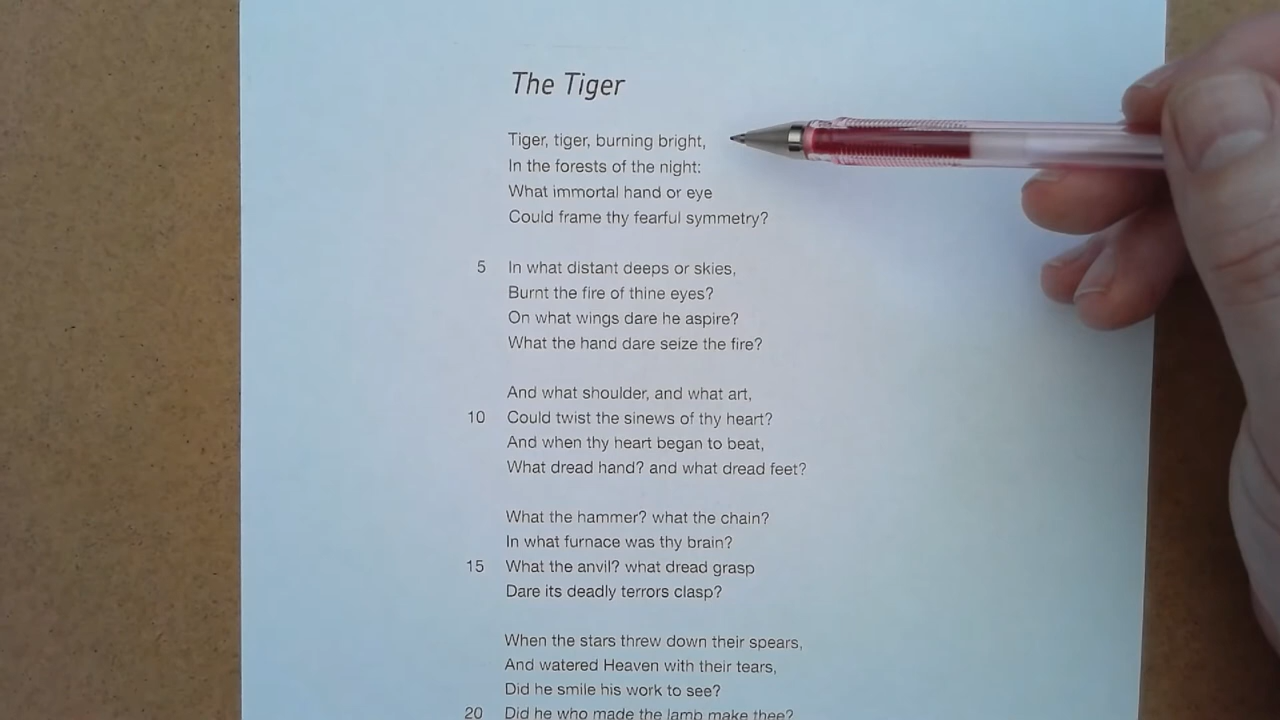 The Tiger
Tiger, tiger, burning bright,
In the forests of the night:
What immortal hand or eye
Could frame thy fearful symmetry?
5 In what distant deeps or skies,
Burnt the fire of thine eyes?
On what wings dare he aspire?
What the hand dare seize the fire?
And what shoulder, and what art,
10 Could twist the sinews of thy heart?
And when thy heart began to beat,
What dread hand? and what dread feet?
What the hammer? what the chain?
In what furnace was thy brain?
15 What the anvil? what dread grasp
Dare its deadly terrors clasp?
When the stars threw down their spears,
And watered Heaven with their tears,
Did he smile his work to see?
20 Did he who made the lamb make thee?